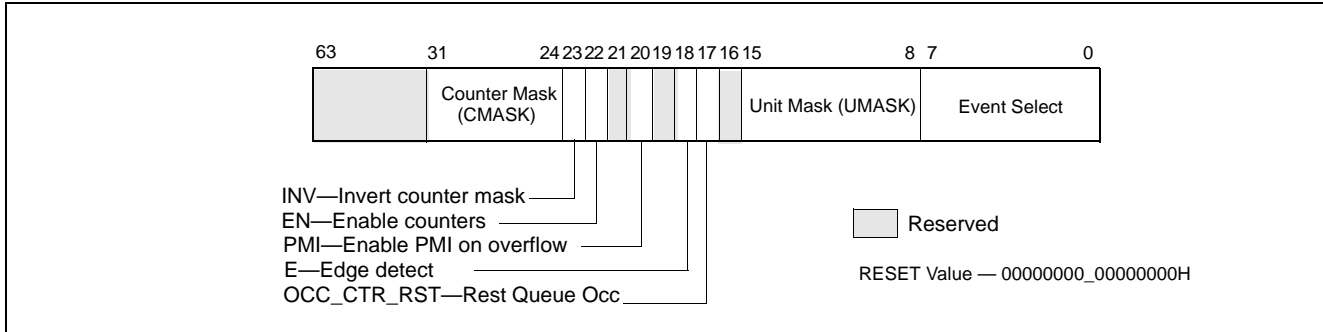 63 31 24 23 22 21 20 19 18 17 16 15 8 7 0
Counter Mask
(CMASK)
Unit Mask (UMASK)
Event Select
INV—Invert counter mask
EN—Enable counters
PMI—Enable PMI on overflow
E—Edge detect
OCC_CTR_RST—Rest Queue Occ
Reserved
RESET Value — 00000000_00000000H